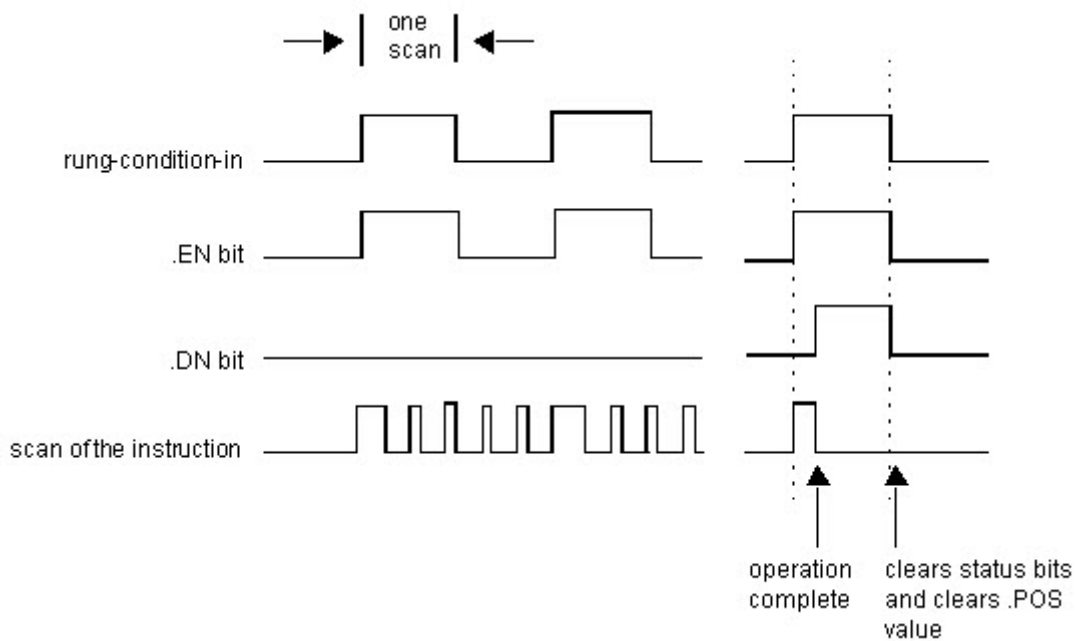 one
scan
rung-condition-in
.EN bit
.DN bit
scan of the instruction
operation
complete
clears status bits
and clears .POS
value